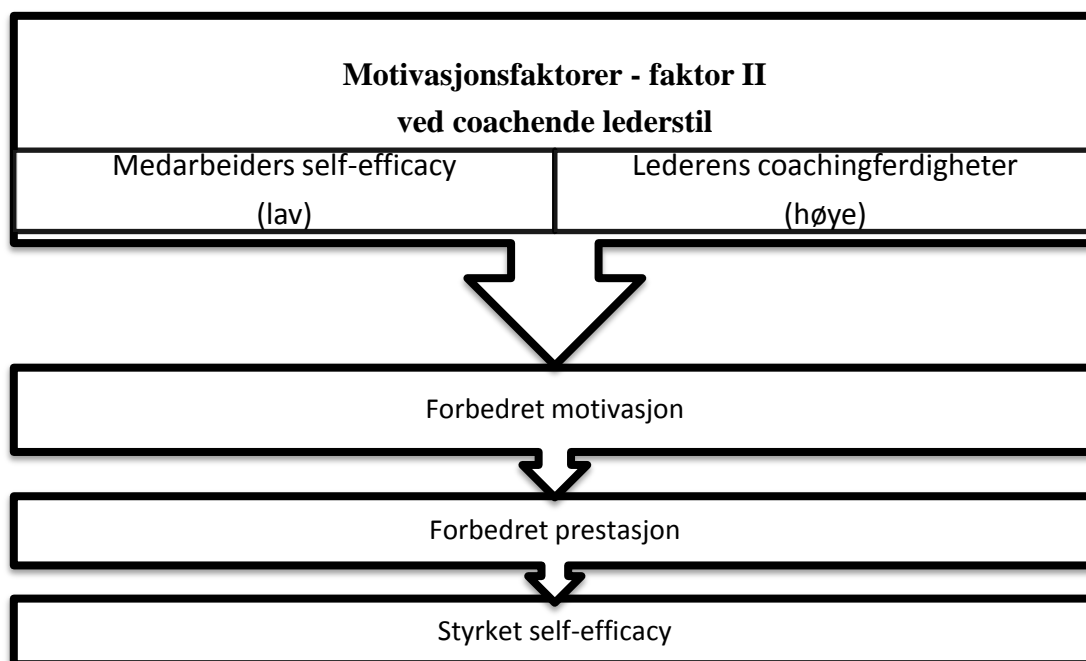 Motivasjonsfaktorer - faktor II
ved coachende lederstil
Medarbeiders self-efficacy
(lav)
Lederens coachingferdigheter
(høye)
Forbedret motivasjon
Forbedret prestasjon
Styrket self-efficacy